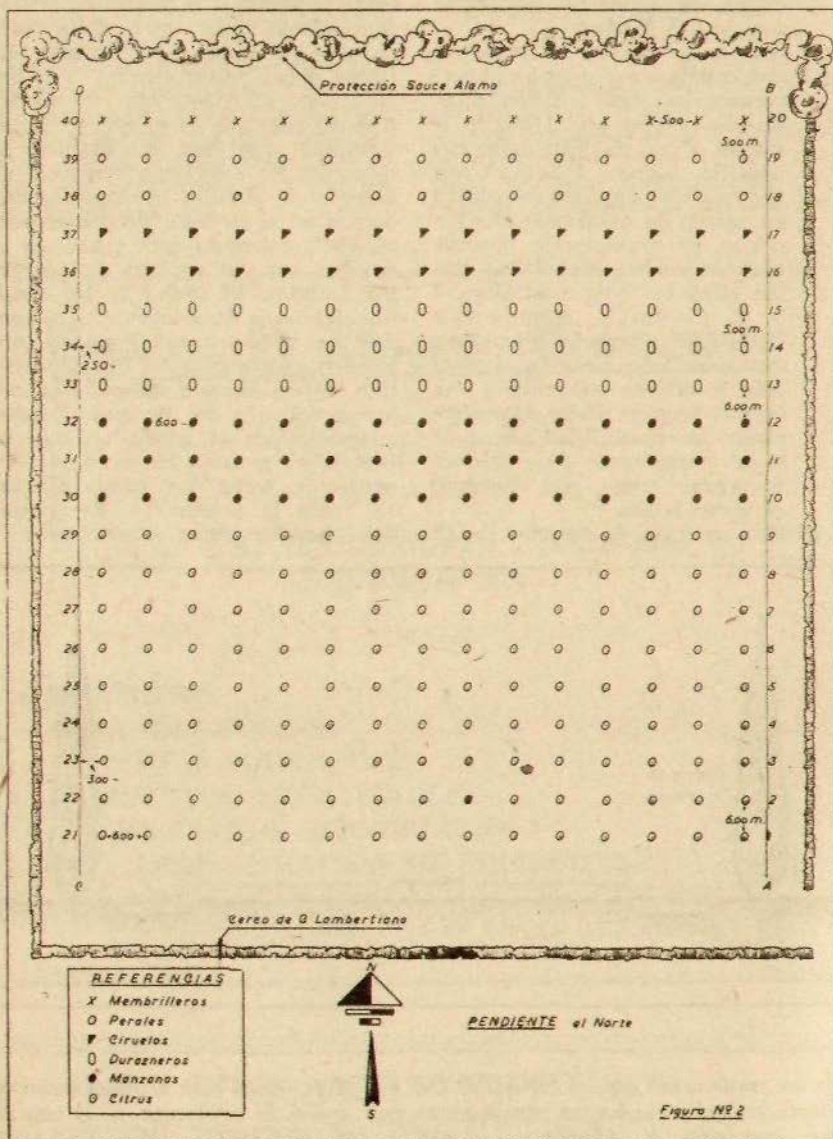 Protección Sauce Alamo
D B
40 5.00 20
5.00 m.
39 19
38 18
37 17
36 16
35 15
5.00 m.
34 14
2.50
33 13
6.00 m.
32 6.00 12
31 11
30 10
29 9
28 8
27 7
26 6
25 5
24 4
23 3
3.00
22 2
6.00 m.
21 6.00 1
C A
Cerco de C Lambertiana
REFERENCIAS
X Membrilleros
O Perales
Ciruelos
Durazneros
Manzanos
Citrus
N
S
PENDIENTE al Norte
Figura Nº 2